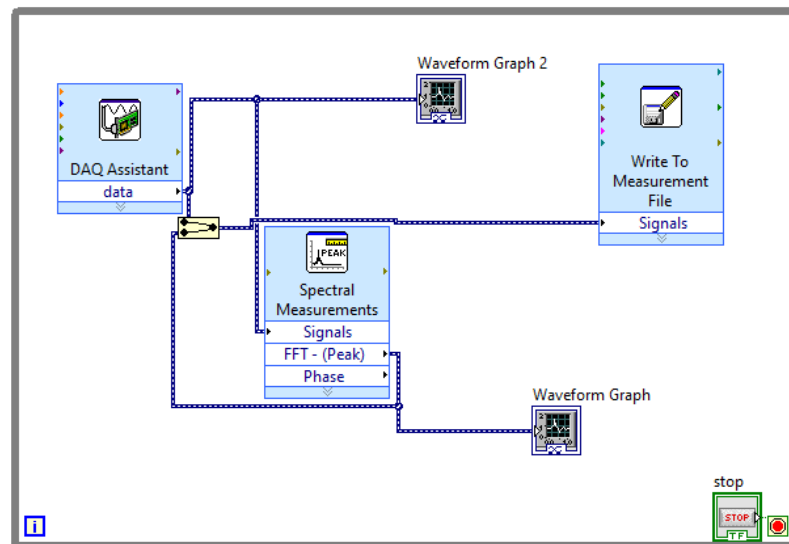 Waveform Graph 2
DAQ Assistant
data
Write To
Measurement
File
Signals
PEAK
Spectral
Measurements
Signals
FFT - (Peak)
Phase
Waveform Graph
stop
STOP
TF
i